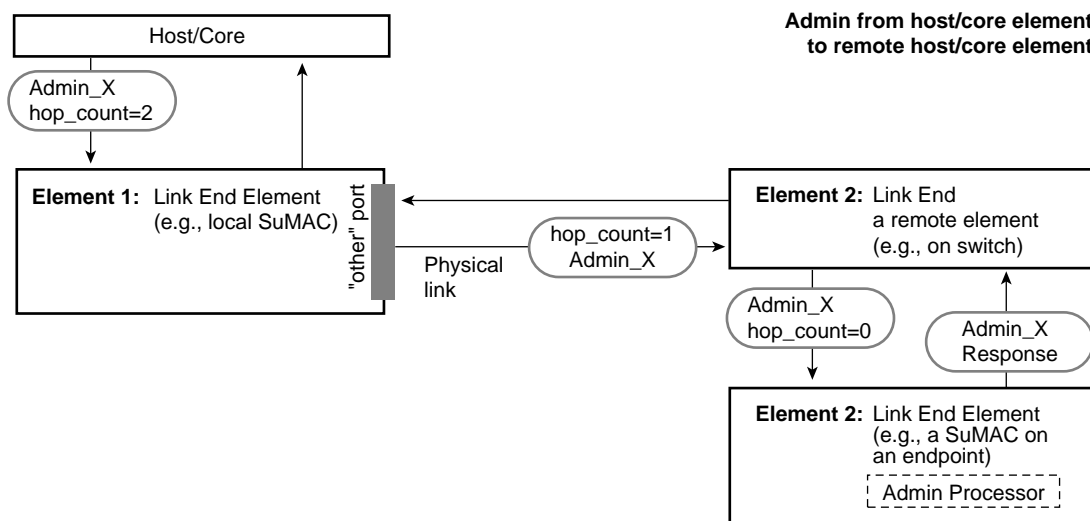 Admin from host/core element
to remote host/core element
Host/Core
Admin_X
hop_count=2
Element 1: Link End Element
(e.g., local SuMAC)
"other" port
Physical
link
hop_count=1
Admin_X
Element 2: Link End
a remote element
(e.g., on switch)
Admin_X
hop_count=0
Admin_X
Response
Element 2: Link End Element
(e.g., a SuMAC on
an endpoint)
Admin Processor